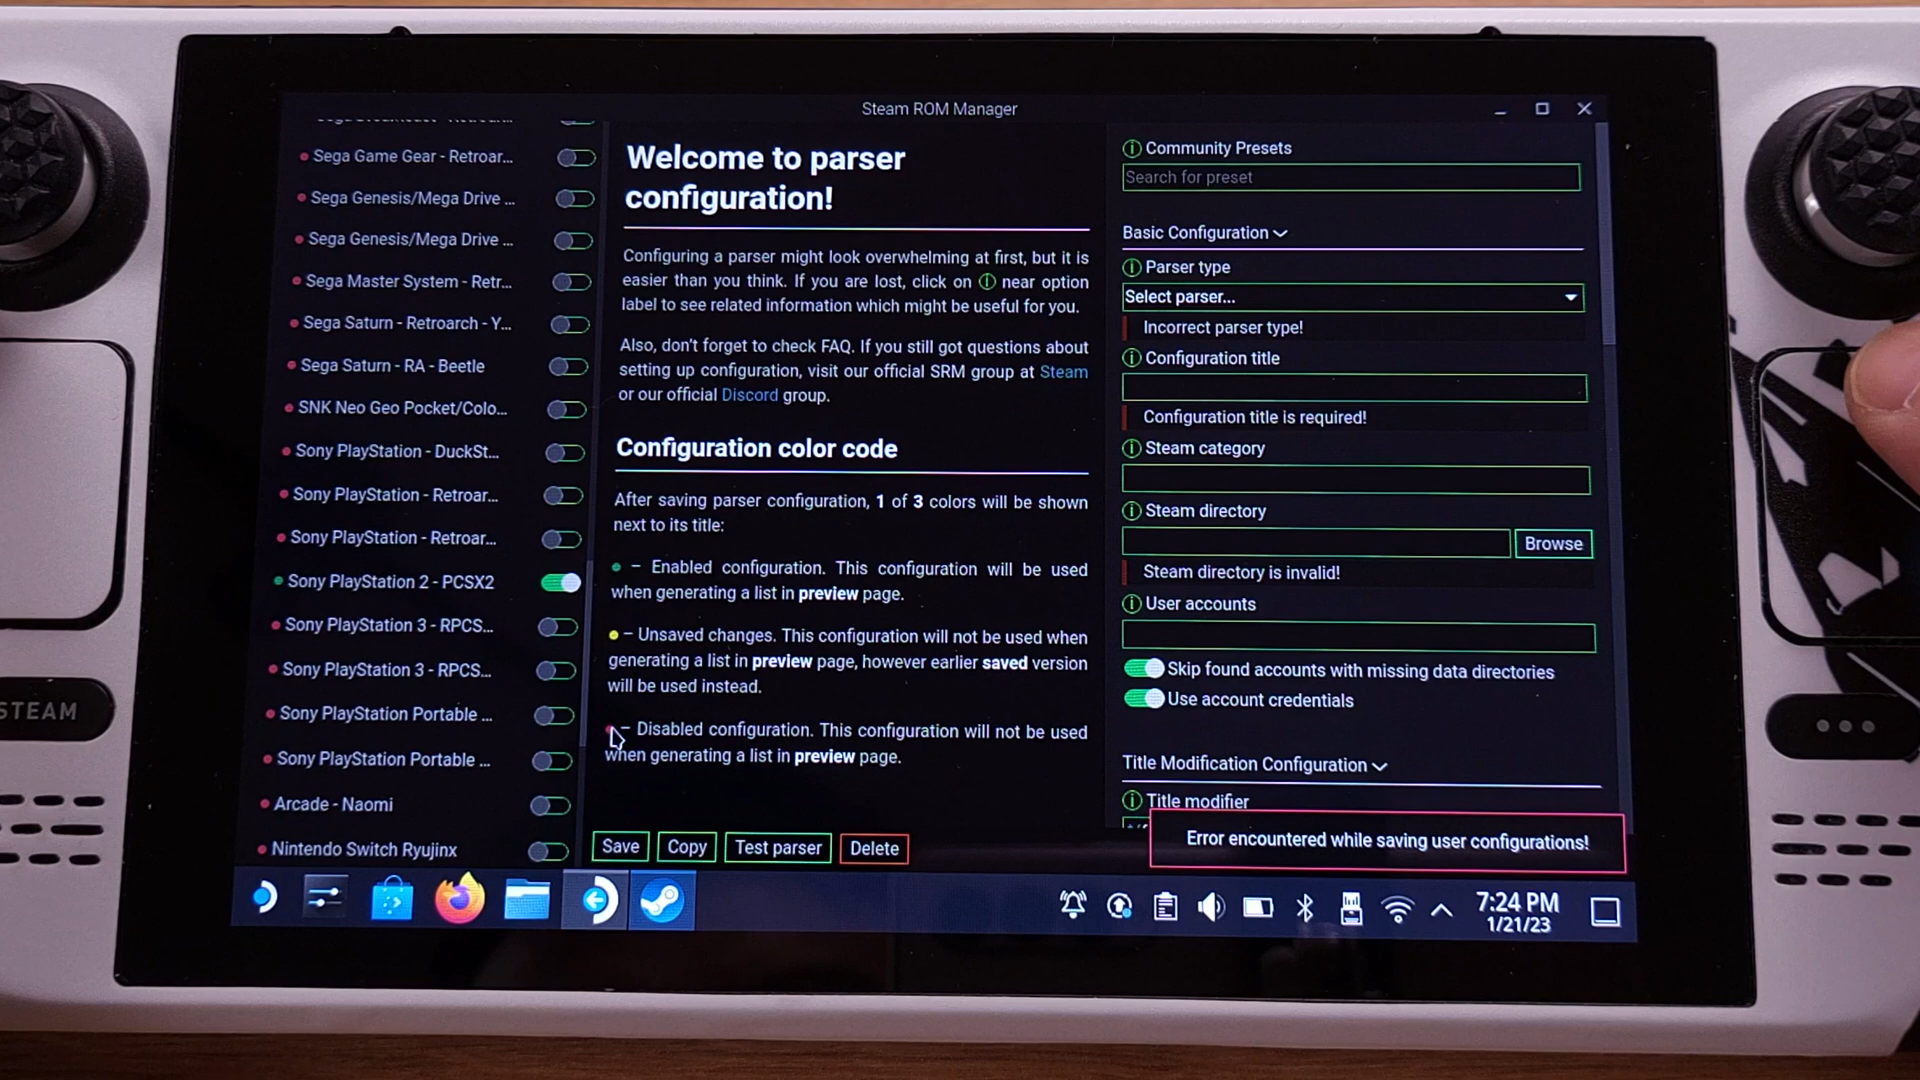 Steam ROM Manager
Sega Game Gear - Retroar...
Sega Genesis/Mega Drive ...
Sega Genesis/Mega Drive ...
Sega Master System - Retr...
Sega Saturn - Retroarch - Y...
Sega Saturn - RA - Beetle
SNK Neo Geo Pocket/Colo...
Sony PlayStation - DuckSt...
Sony PlayStation - Retroar...
Sony PlayStation - Retroar...
Sony PlayStation 2 - PCSX2
Sony PlayStation 3 - RPCS...
Sony PlayStation 3 - RPCS...
Sony PlayStation Portable ...
Sony PlayStation Portable ...
Arcade - Naomi
Nintendo Switch Ryujinx
Welcome to parser
configuration!
Configuring a parser might look overwhelming at first, but it is
easier than you think. If you are lost, click on ⓘ near option
label to see related information which might be useful for you.
Also, don't forget to check FAQ. If you still got questions about
setting up configuration, visit our official SRM group at Steam
or our official Discord group.
Configuration color code
After saving parser configuration, 1 of 3 colors will be shown
next to its title:
– Enabled configuration. This configuration will be used
when generating a list in preview page.
– Unsaved changes. This configuration will not be used when
generating a list in preview page, however earlier saved version
will be used instead.
– Disabled configuration. This configuration will not be used
when generating a list in preview page.
Save Copy Test parser Delete
Community Presets
Search for preset
Basic Configuration
Parser type
Select parser...
Incorrect parser type!
Configuration title
Configuration title is required!
Steam category
Steam directory
Browse
Steam directory is invalid!
User accounts
Skip found accounts with missing data directories
Use account credentials
Title Modification Configuration
Title modifier
Error encountered while saving user configurations!
7:24 PM
1/21/23
STEAM